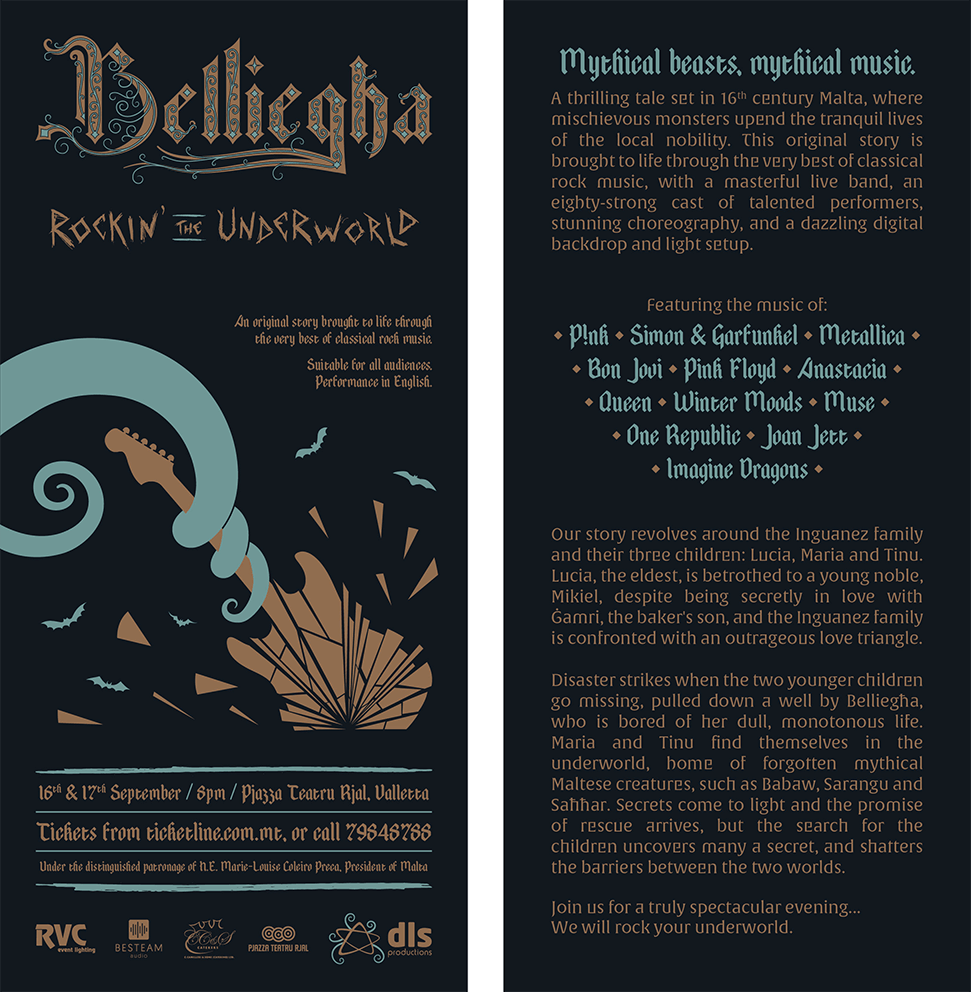 Belliegħa
ROCKIN' THE UNDERWORLD
An original story brought to life through
the very best of classical rock music.
Suitable for all audiences.
Performance in English.
16th & 17th September / 8pm / Pjazza Teatru Rjal, Valletta
Tickets from ticketline.com.mt, or call 79848788
Under the distinguished patronage of H.E. Marie-Louise Coleiro Preca, President of Malta
RVC
event lighting
BESTEAM
audio
PJAZZA TEATRU RJAL
dls
productions
Mythical beasts, mythical music.
A thrilling tale set in 16th century Malta, where
mischievous monsters upend the tranquil lives
of the local nobility. This original story is
brought to life through the very best of classical
rock music, with a masterful live band, an
eighty-strong cast of talented performers,
stunning choreography, and a dazzling digital
backdrop and light setup.
Featuring the music of:
◆ P!nk ◆ Simon & Garfunkel ◆ Metallica ◆
◆ Bon Jovi ◆ Pink Floyd ◆ Anastacia ◆
◆ Queen ◆ Winter Moods ◆ Muse ◆
◆ One Republic ◆ Joan Jett ◆
◆ Imagine Dragons ◆
Our story revolves around the Inguanez family
and their three children: Lucia, Maria and Tinu.
Lucia, the eldest, is betrothed to a young noble,
Mikiel, despite being secretly in love with
Ġamri, the baker's son, and the Inguanez family
is confronted with an outrageous love triangle.
Disaster strikes when the two younger children
go missing, pulled down a well by Belliegħa,
who is bored of her dull, monotonous life.
Maria and Tinu find themselves in the
underworld, home of forgotten mythical
Maltese creatures, such as Babaw, Sarangu and
Saħħar. Secrets come to light and the promise
of rescue arrives, but the search for the
children uncovers many a secret, and shatters
the barriers between the two worlds.
Join us for a truly spectacular evening...
We will rock your underworld.